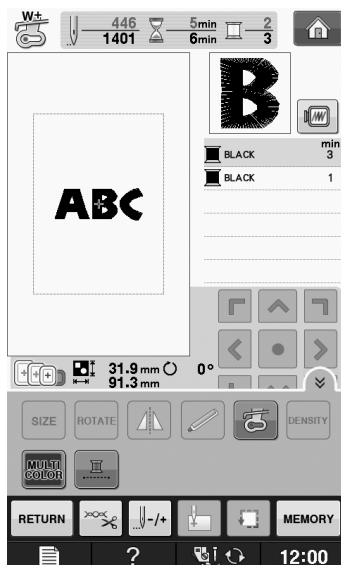 W±
446 5min 2
1401 6min 3
B
min
BLACK 3
BLACK 1
ABC
31.9 mm 0°
91.3 mm
SIZE ROTATE DENSITY
MULTI COLOR
RETURN -/+ MEMORY
? 12:00